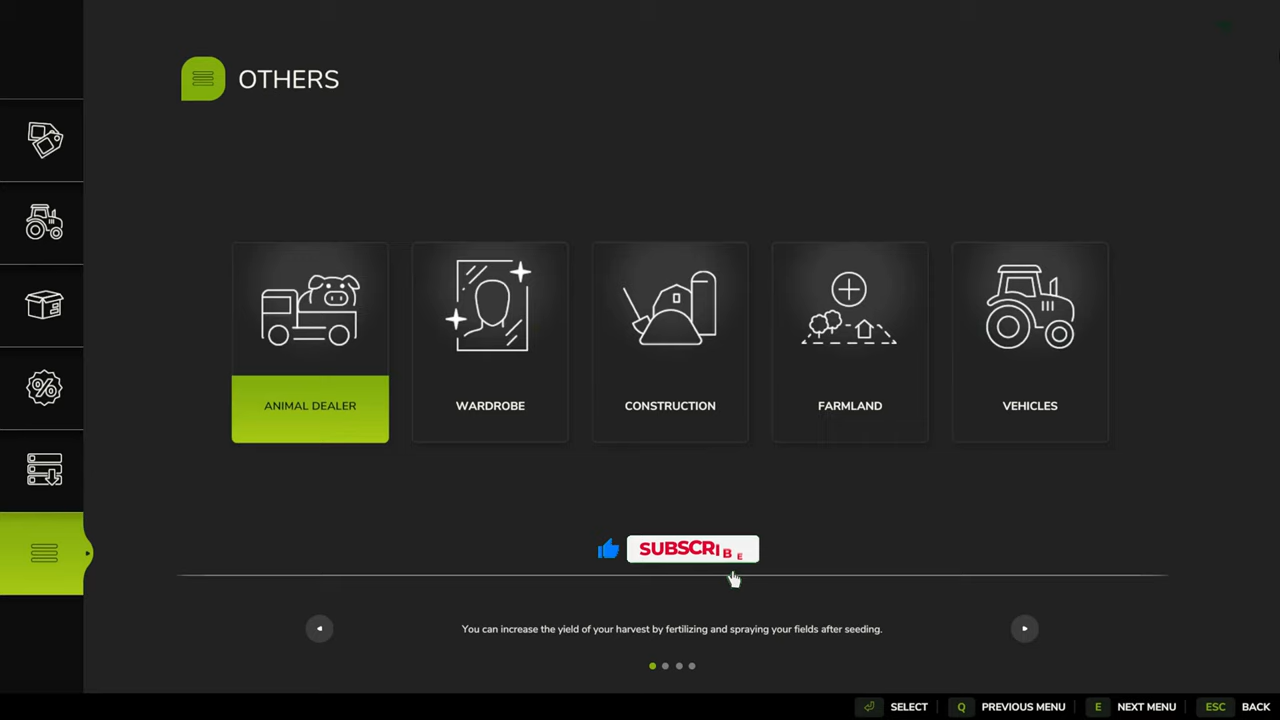 OTHERS
ANIMAL DEALER
WARDROBE
CONSTRUCTION
FARMLAND
VEHICLES
SUBSCRIBE
You can increase the yield of your harvest by fertilizing and spraying your fields after seeding.
SELECT
Q PREVIOUS MENU
E NEXT MENU
ESC BACK